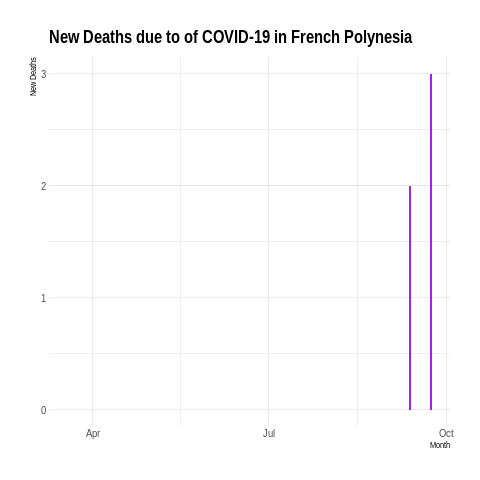 New Deaths due to of COVID-19 in French Polynesia
New Deaths
3
2
1
0
Apr
Jul
Oct
Month